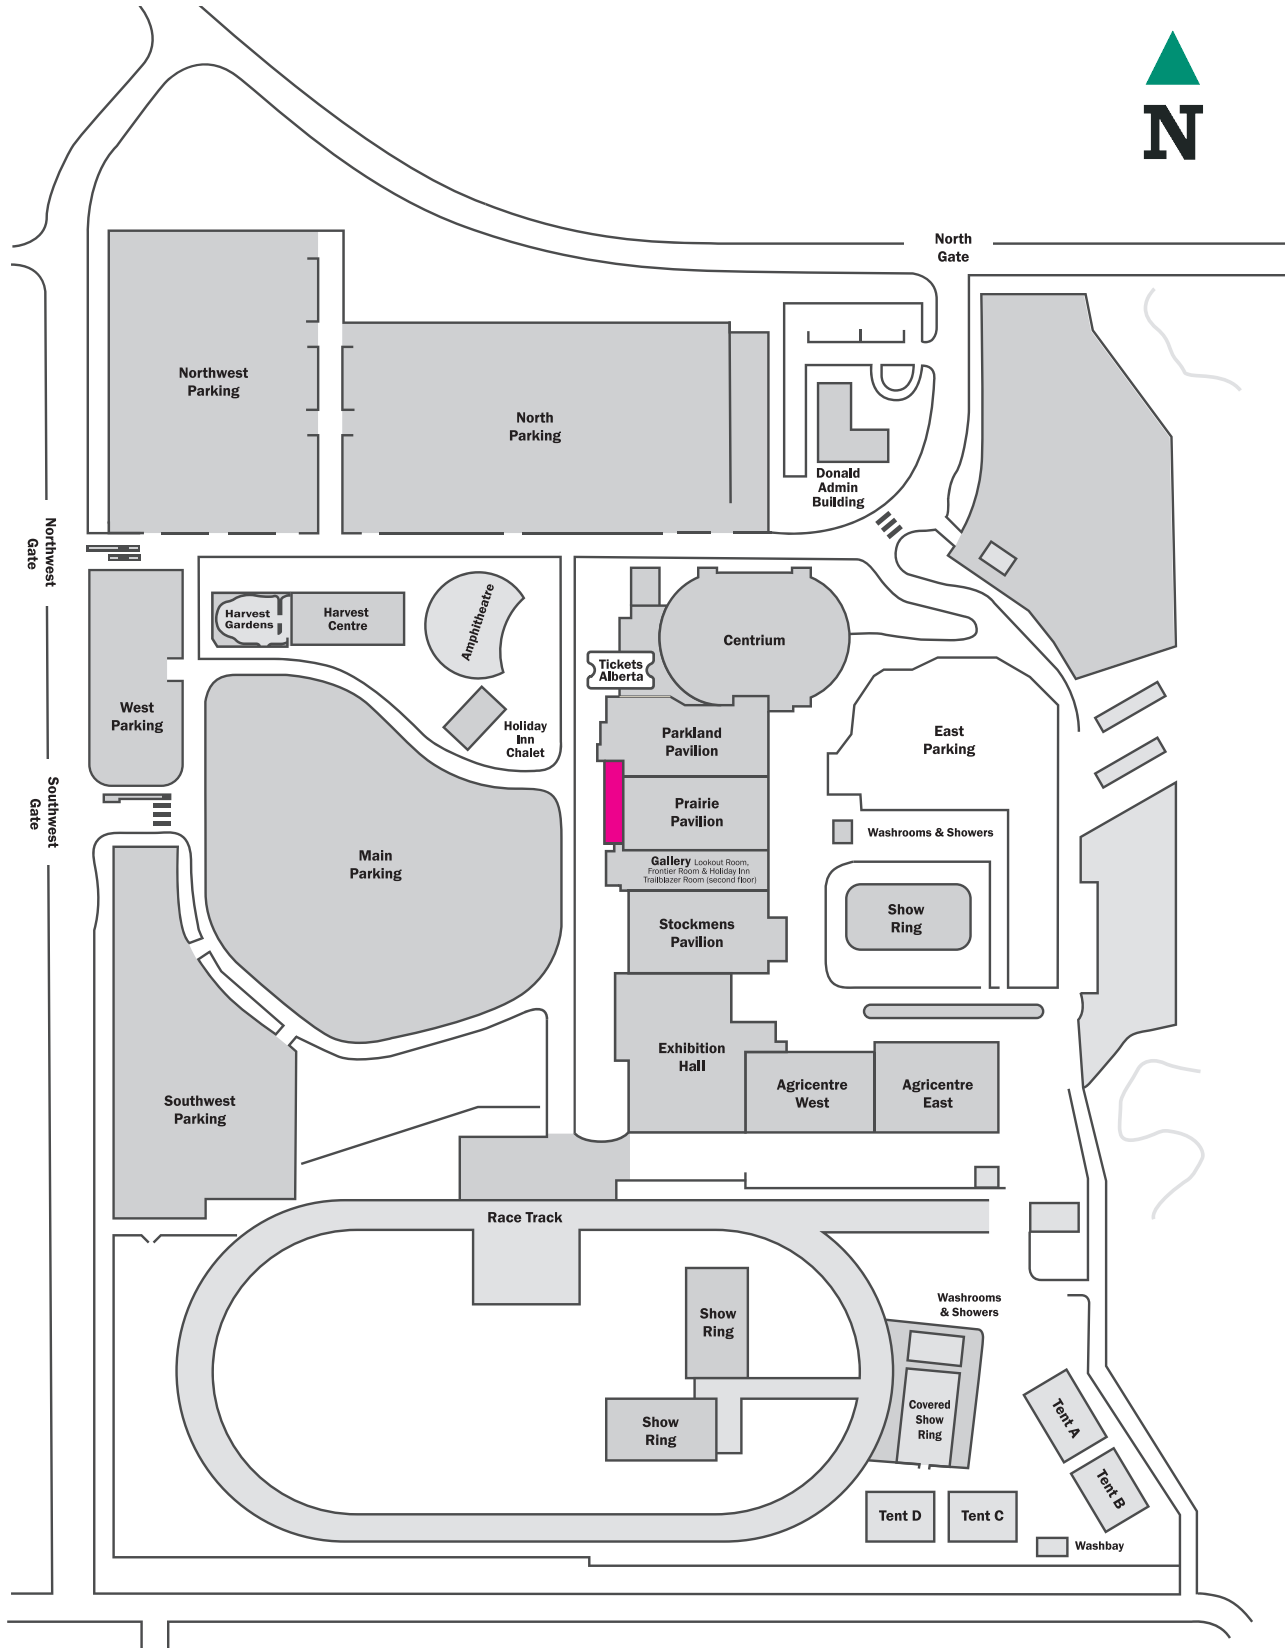 N
North
Gate
Northwest
Parking
North
Parking
Donald
Admin
Building
Northwest
Gate
Harvest
Gardens
Harvest
Centre
Amphitheatre
Centrium
Tickets
Alberta
West
Parking
Holiday
Inn
Chalet
Parkland
Pavilion
East
Parking
Southwest
Gate
Prairie
Pavilion
Washrooms & Showers
Main
Parking
Gallery Lookout Room,
Frontier Room & Holiday Inn
Trailblazer Room (second floor)
Show
Ring
Stockmens
Pavilion
Exhibition
Hall
Agricentre
West
Agricentre
East
Southwest
Parking
Race Track
Washrooms
& Showers
Show
Ring
Show
Ring
Covered
Show
Ring
Tent A
Tent B
Tent D
Tent C
Washbay